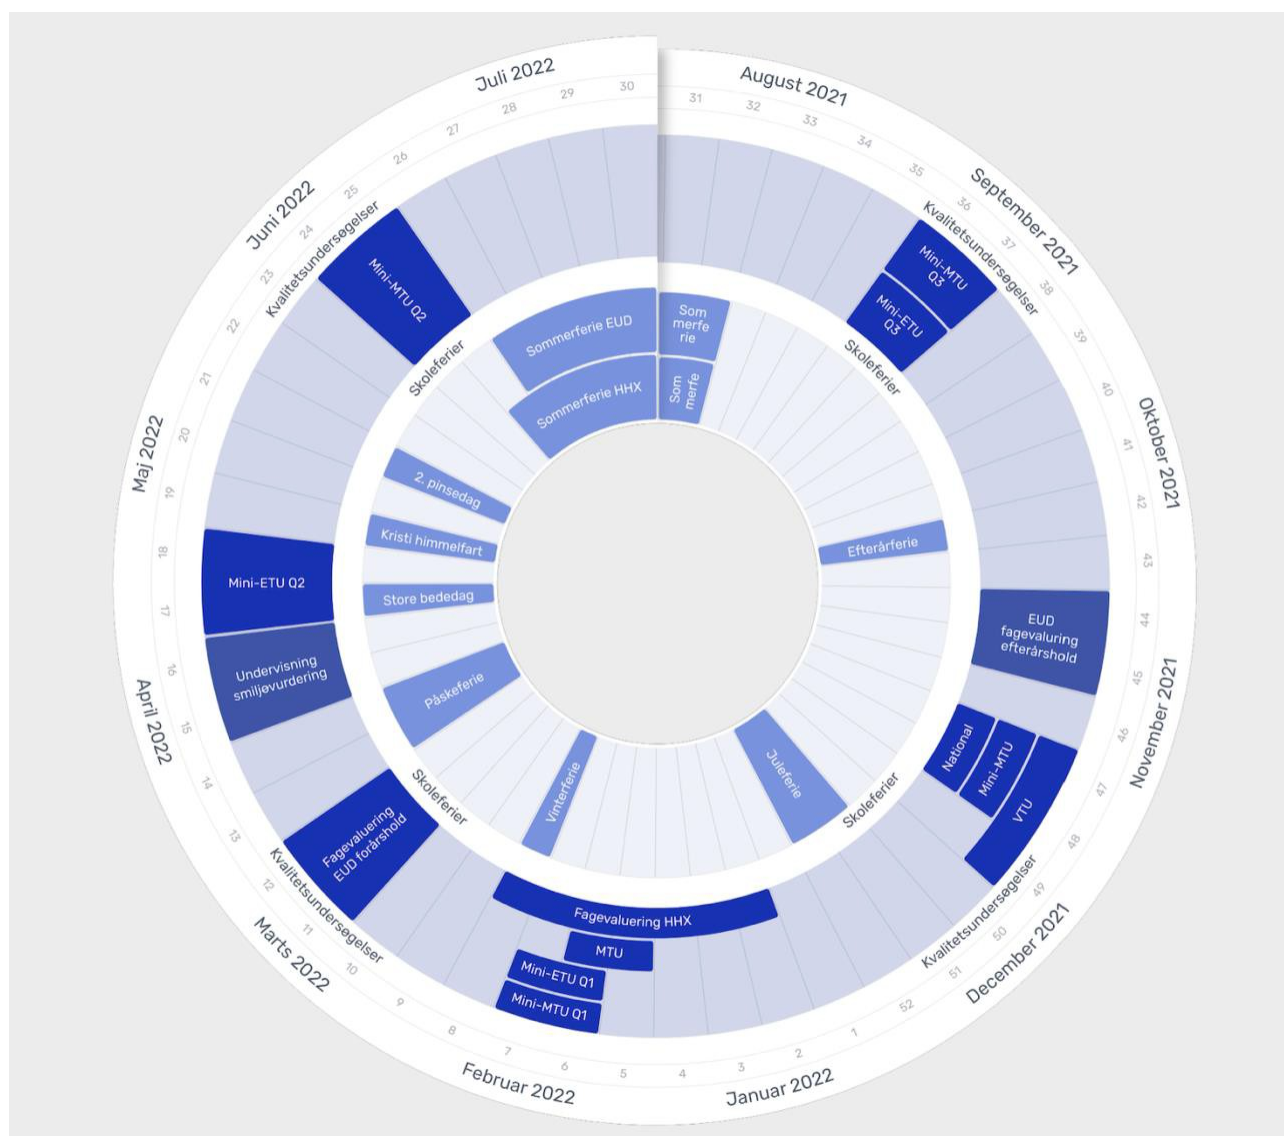 August 2021
September 2021
Oktober 2021
November 2021
December 2021
Januar 2022
Februar 2022
Marts 2022
April 2022
Maj 2022
Juni 2022
Juli 2022
31
32
33
34
35
36
37
38
39
40
41
42
43
44
45
46
47
48
49
50
51
52
1
2
3
4
5
6
7
8
9
10
11
12
13
14
15
16
17
18
19
20
21
22
23
24
25
26
27
28
29
30
Kvalitetsundersøgelser
Mini-MTU
Q3
Mini-ETU
Q3
EUD
fagevaluring
efterårshold
National
Mini-MTU
VTU
Kvalitetsundersøgelser
Fagevaluering HHX
MTU
Mini-ETU Q1
Mini-MTU Q1
Kvalitetsundersøgelser
Fagevaluering
EUD forårshold
Undervisning
smiljøvurdering
Mini-ETU Q2
Kvalitetsundersøgelser
Mini-MTU Q2
Skoleferier
Som
merfe
rie
Som
merfe
Efterårferie
Skoleferier
Juleferie
Vinterferie
Skoleferier
Påskeferie
Store bededag
Kristi himmelfart
2. pinsedag
Skoleferier
Sommerferie EUD
Sommerferie HHX